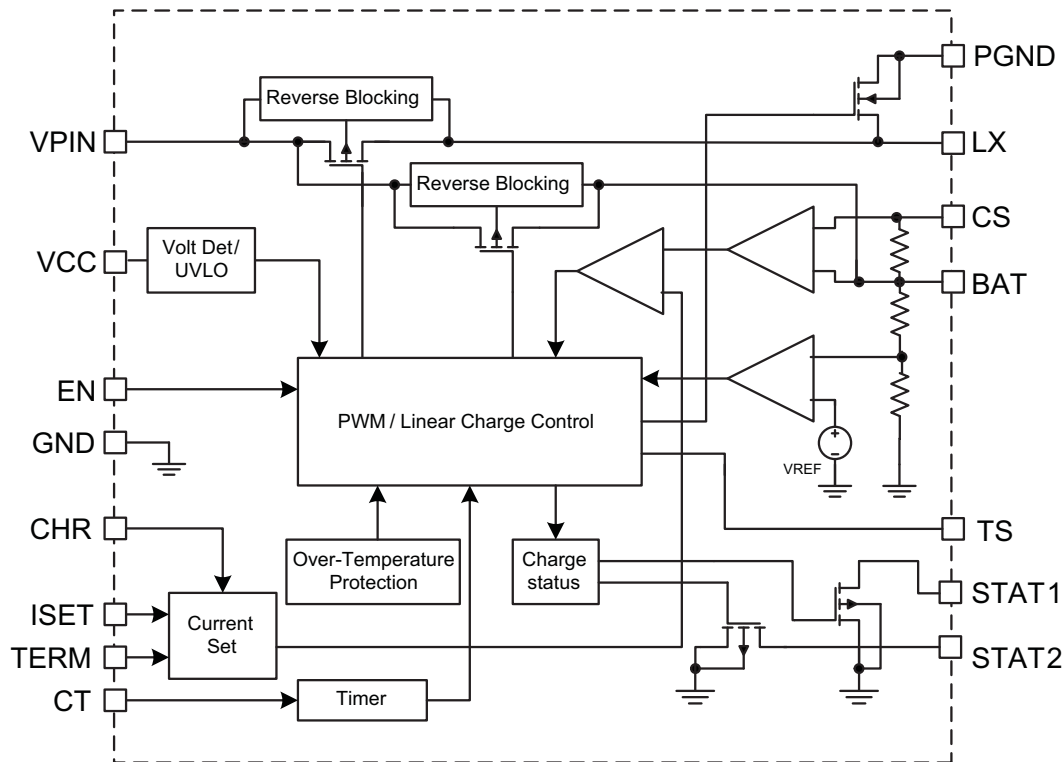 PGND
Reverse Blocking
VPIN
LX
Reverse Blocking
CS
VCC
Volt Det/
UVLO
BAT
EN
PWM / Linear Charge Control
GND
+
−
VREF
CHR
TS
Over-Temperature
Protection
Charge
status
ISET
STAT1
Current
Set
TERM
STAT2
CT
Timer